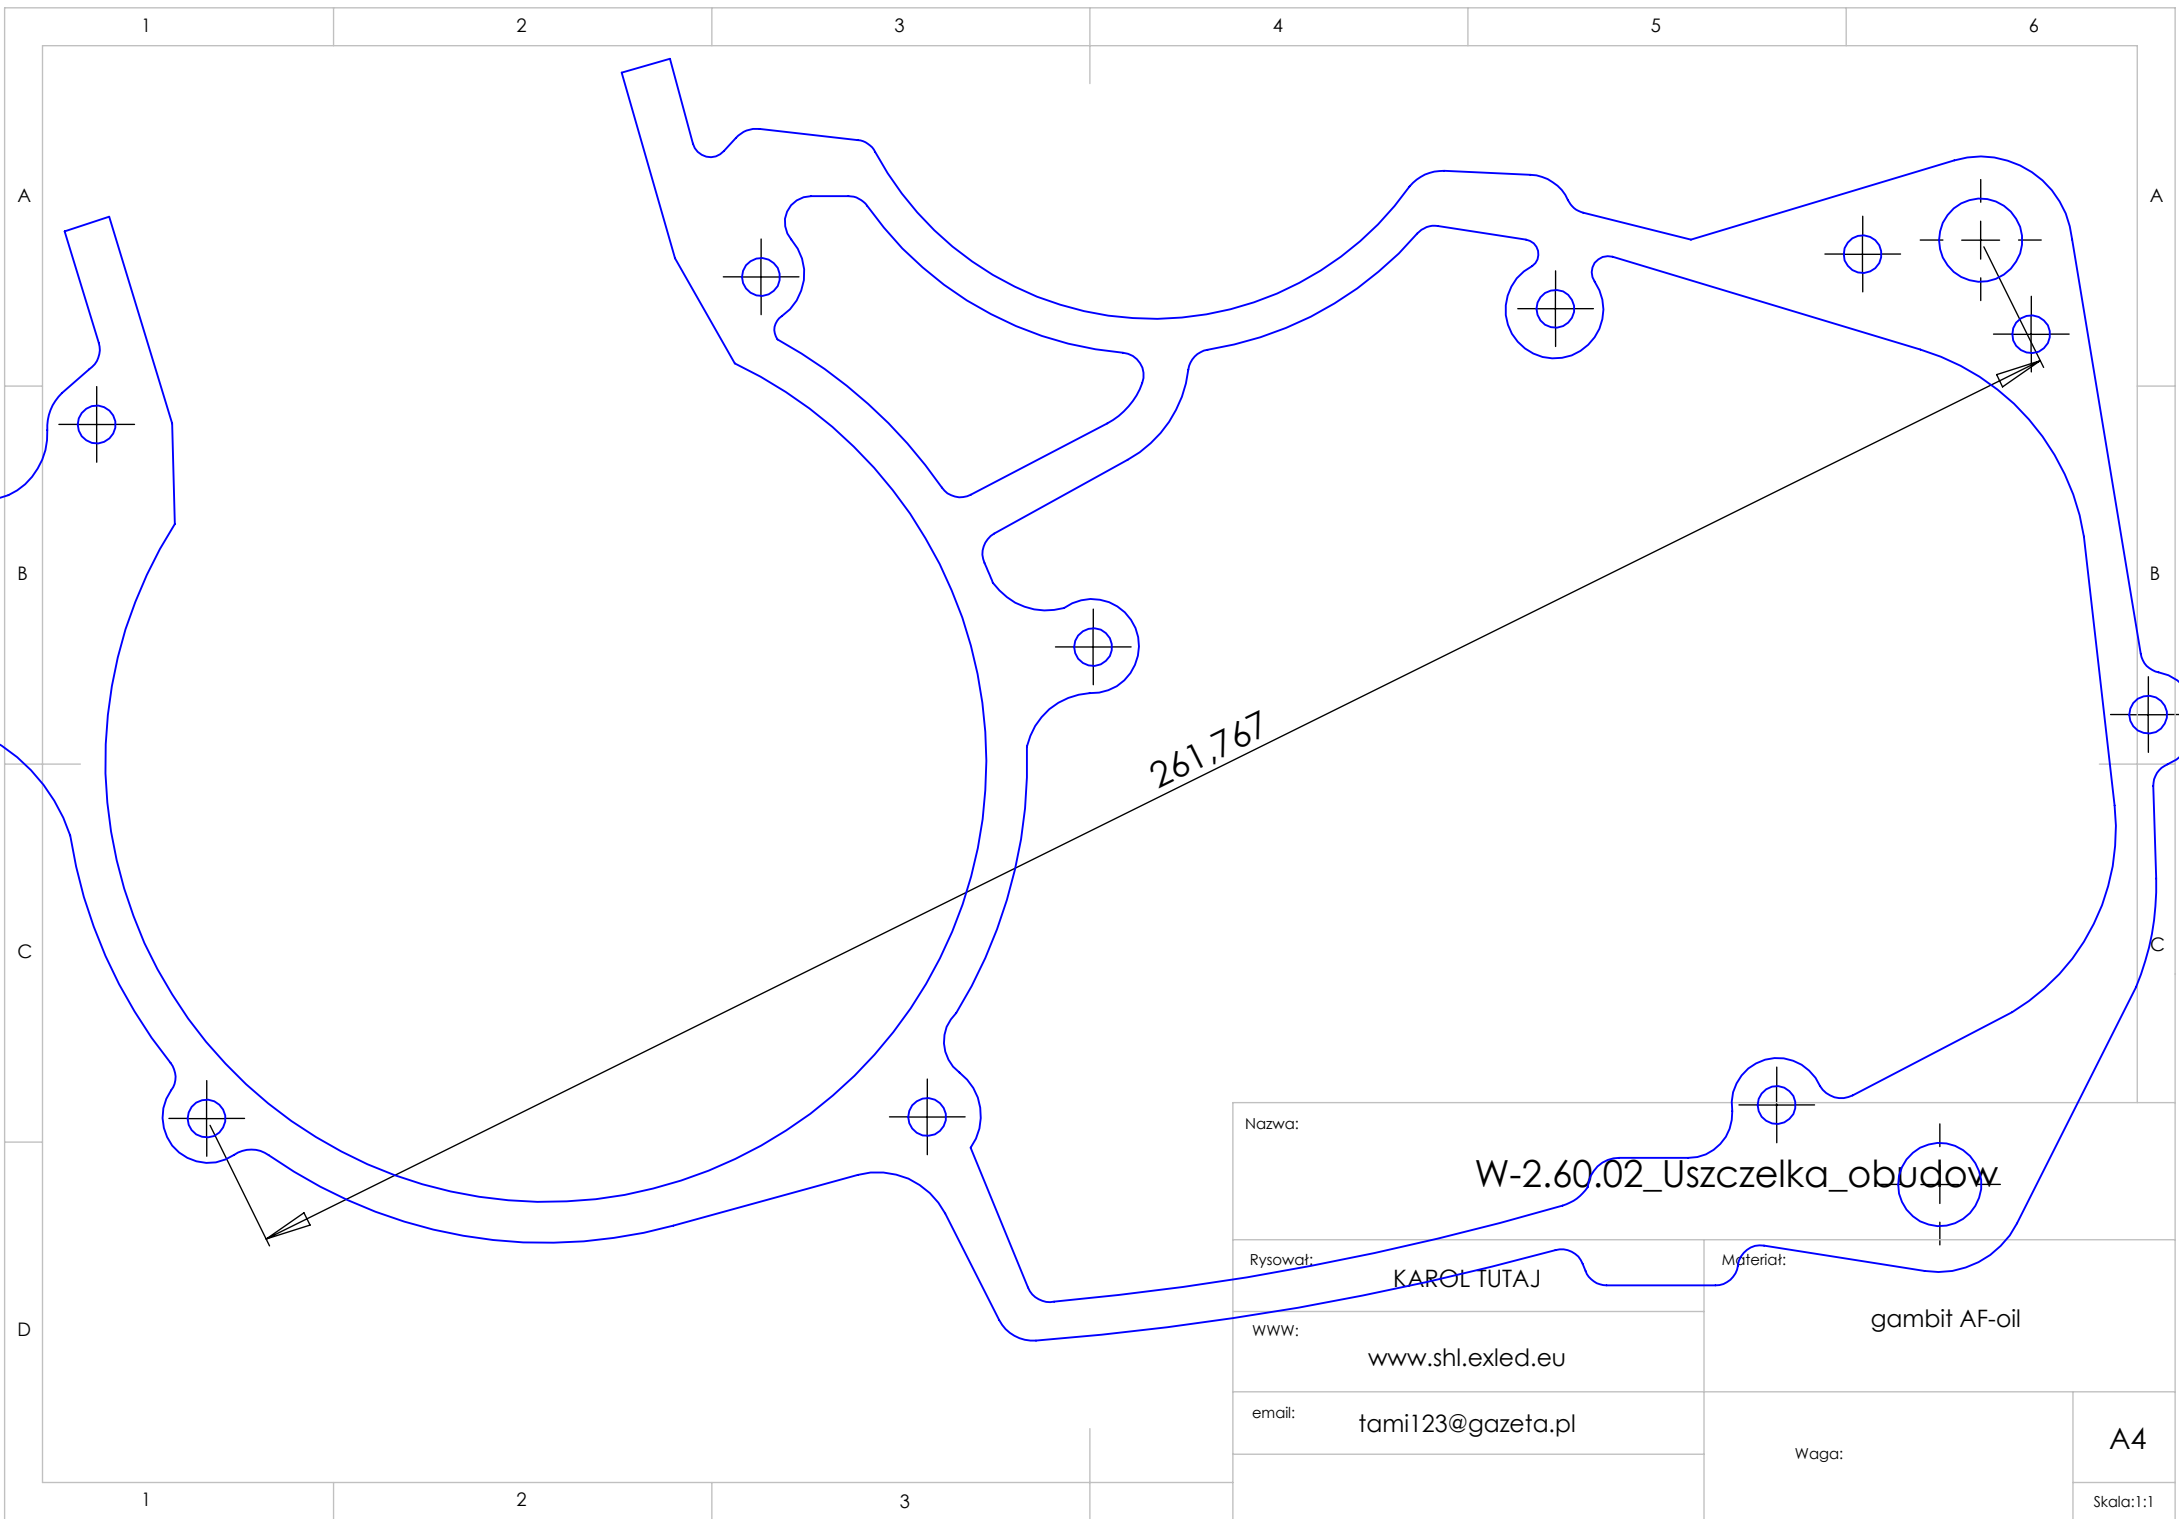 1 2 3 4 5 6
A A
B B
C C
D
261,767
Nazwa:
W-2.60.02_Uszczelka_obudow
Rysował:
KAROL TUTAJ
Materiał:
gambit AF-oil
WWW:
www.shl.exled.eu
email:
tami123@gazeta.pl
Waga:
A4
Skala:1:1
1 2 3